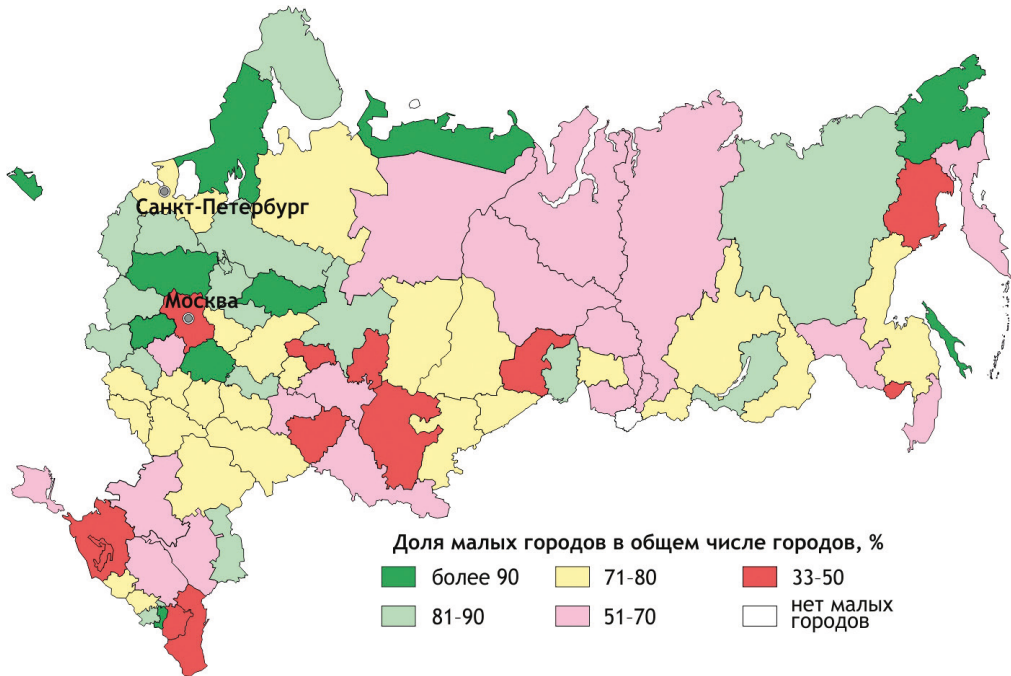 Санкт-Петербург
Москва
Доля малых городов в общем числе городов, %
более 90
71-80
33-50
81-90
51-70
нет малых
городов